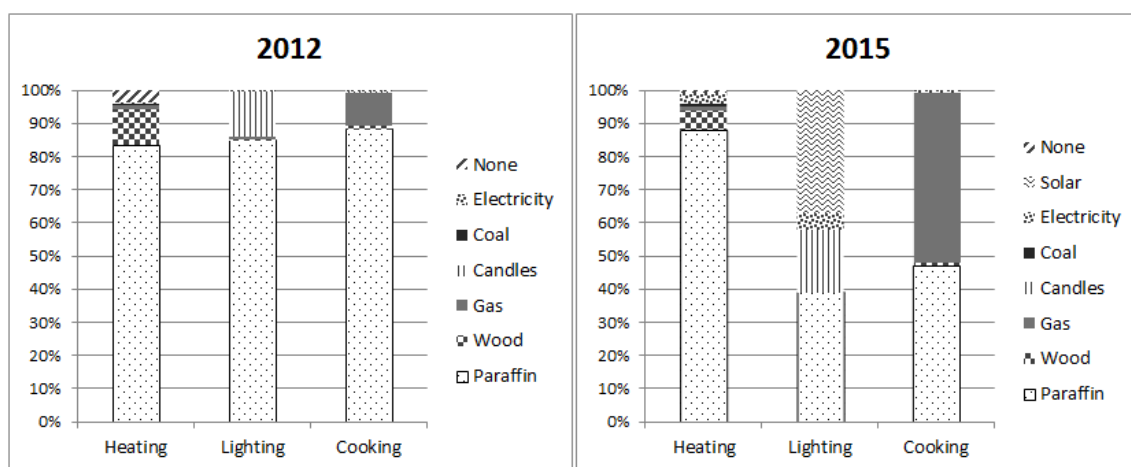 2012
100%
90%
80%
70%
60%
50%
40%
30%
20%
10%
0%
Heating Lighting Cooking
None
Electricity
Coal
Candles
Gas
Wood
Paraffin
2015
100%
90%
80%
70%
60%
50%
40%
30%
20%
10%
0%
Heating Lighting Cooking
None
Solar
Electricity
Coal
Candles
Gas
Wood
Paraffin